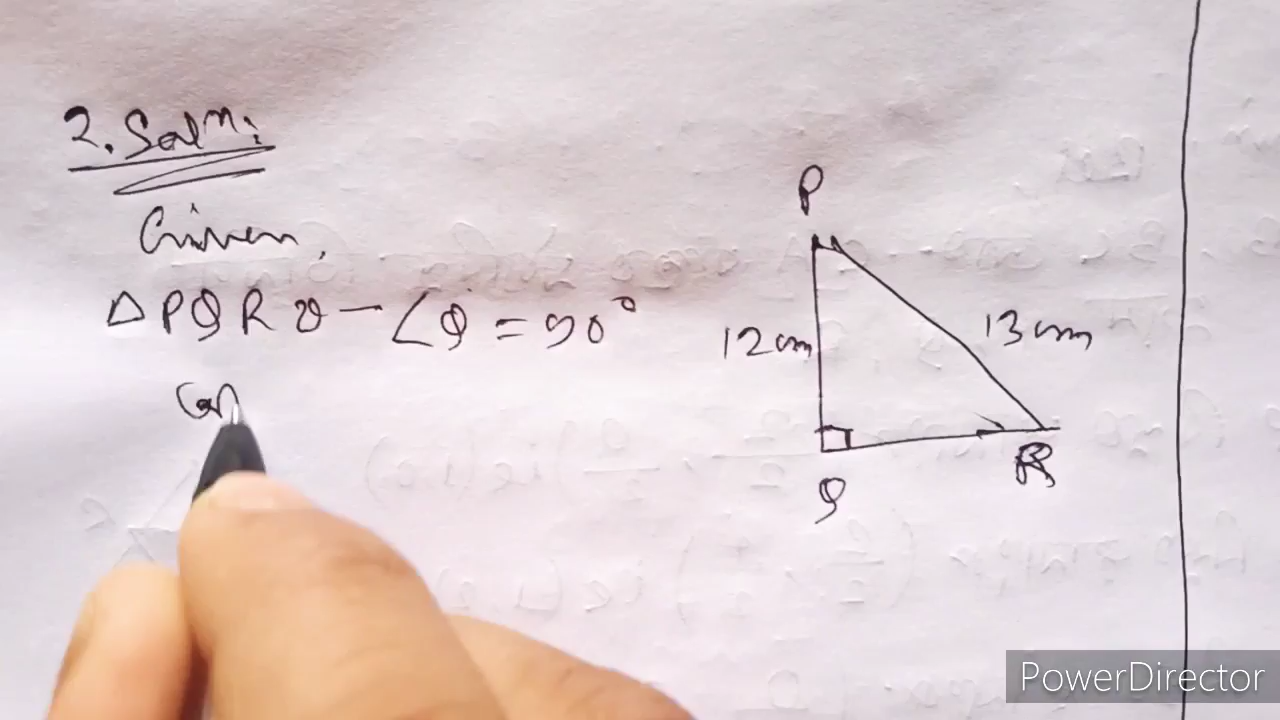 2. Solⁿ:
Given,
P
△PQR ত ∠Q = 90°
12cm
13cm
R
Q
PowerDirector